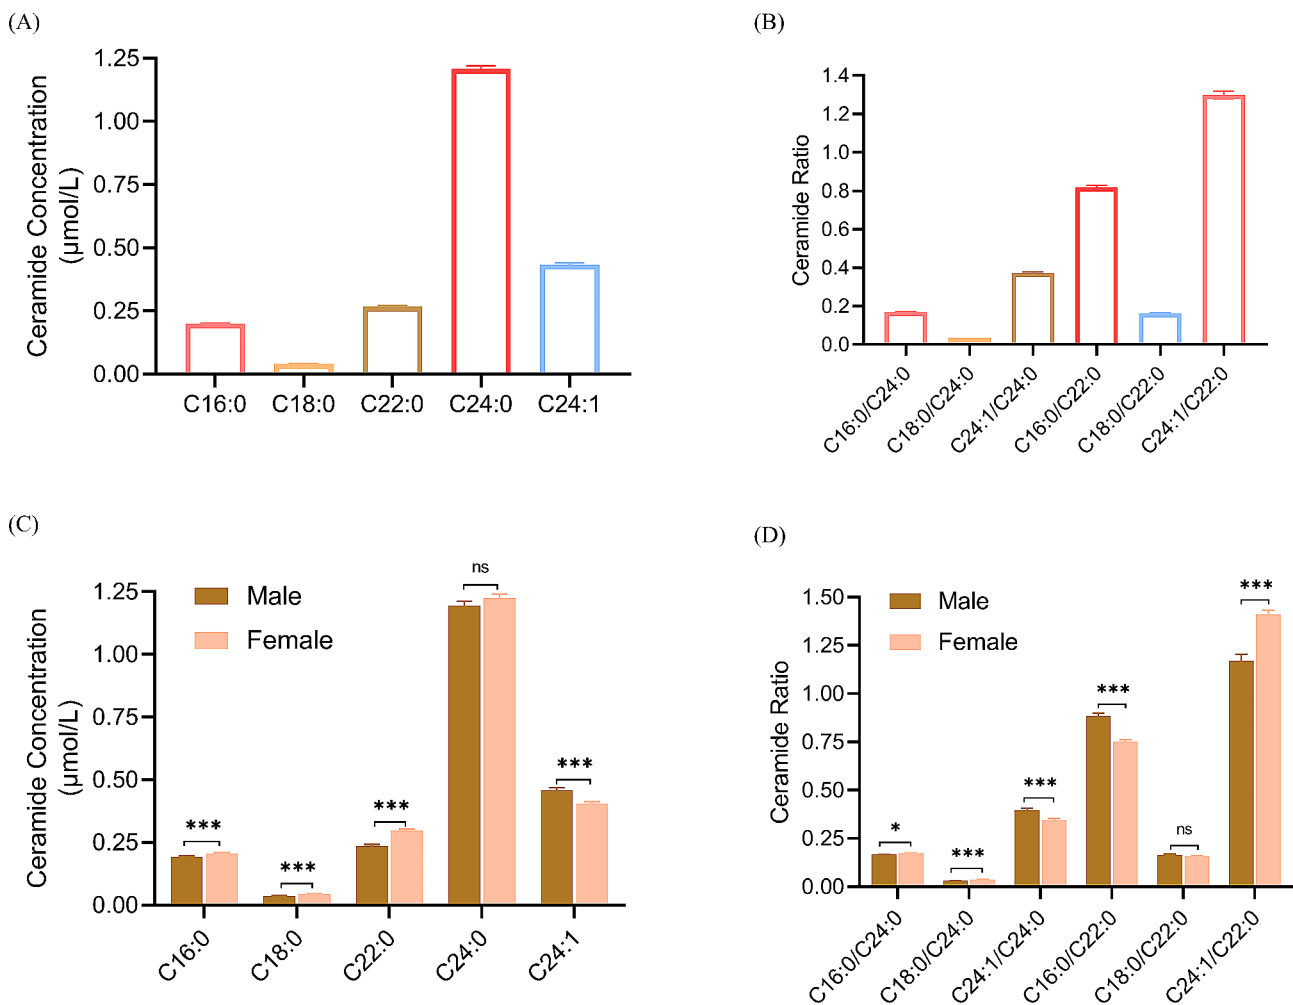 (A)
Ceramide Concentration
(μmol/L)
1.25
1.00
0.75
0.50
0.25
0.00
C16:0 C18:0 C22:0 C24:0 C24:1
(B)
Ceramide Ratio
1.4
1.2
1.0
0.8
0.6
0.4
0.2
0.0
C16:0/C24:0
C18:0/C24:0
C24:1/C24:0
C16:0/C22:0
C18:0/C22:0
C24:1/C22:0
(C)
Ceramide Concentration
(μmol/L)
1.25
1.00
0.75
0.50
0.25
0.00
Male
Female
***
***
***
ns
***
C16:0
C18:0
C22:0
C24:0
C24:1
(D)
Ceramide Ratio
1.50
1.25
1.00
0.75
0.50
0.25
0.00
Male
Female
*
***
***
***
ns
***
C16:0/C24:0
C18:0/C24:0
C24:1/C24:0
C16:0/C22:0
C18:0/C22:0
C24:1/C22:0